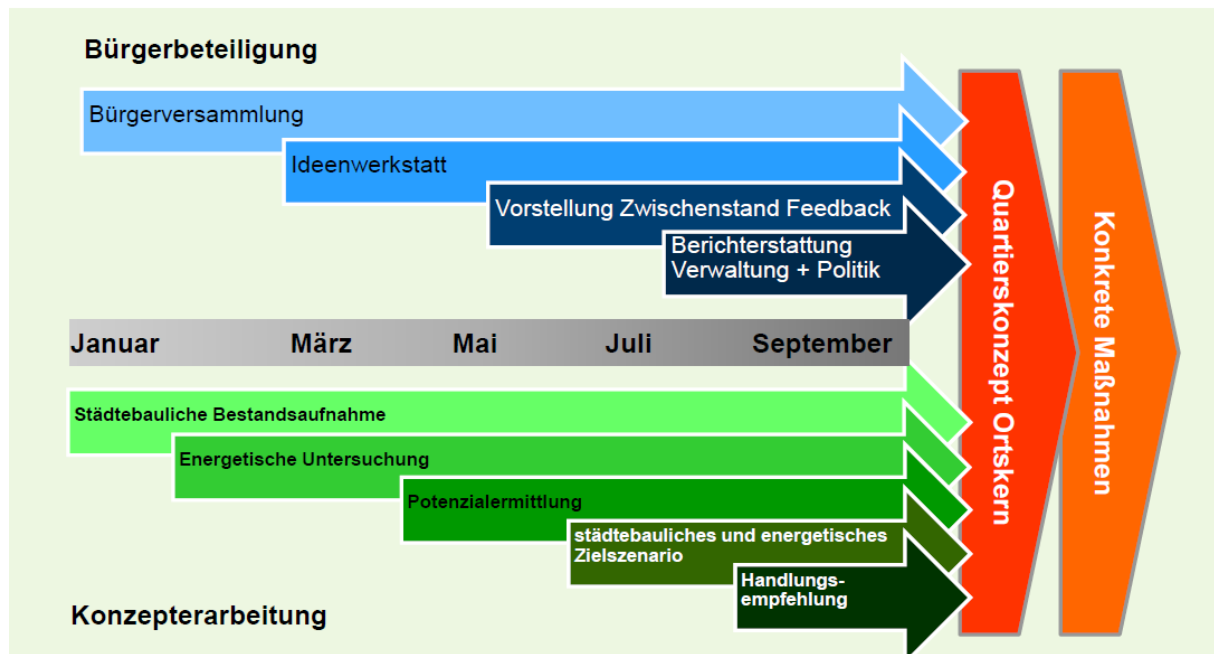 Bürgerbeteiligung
Bürgerversammlung
Ideenwerkstatt
Vorstellung Zwischenstand Feedback
Berichterstattung
Verwaltung + Politik
Januar März Mai Juli September
Städtebauliche Bestandsaufnahme
Energetische Untersuchung
Potenzialermittlung
städtebauliches und energetisches
Zielszenario
Handlungs-
empfehlung
Konzepterarbeitung
Quartierskonzept Ortskern
Konkrete Maßnahmen